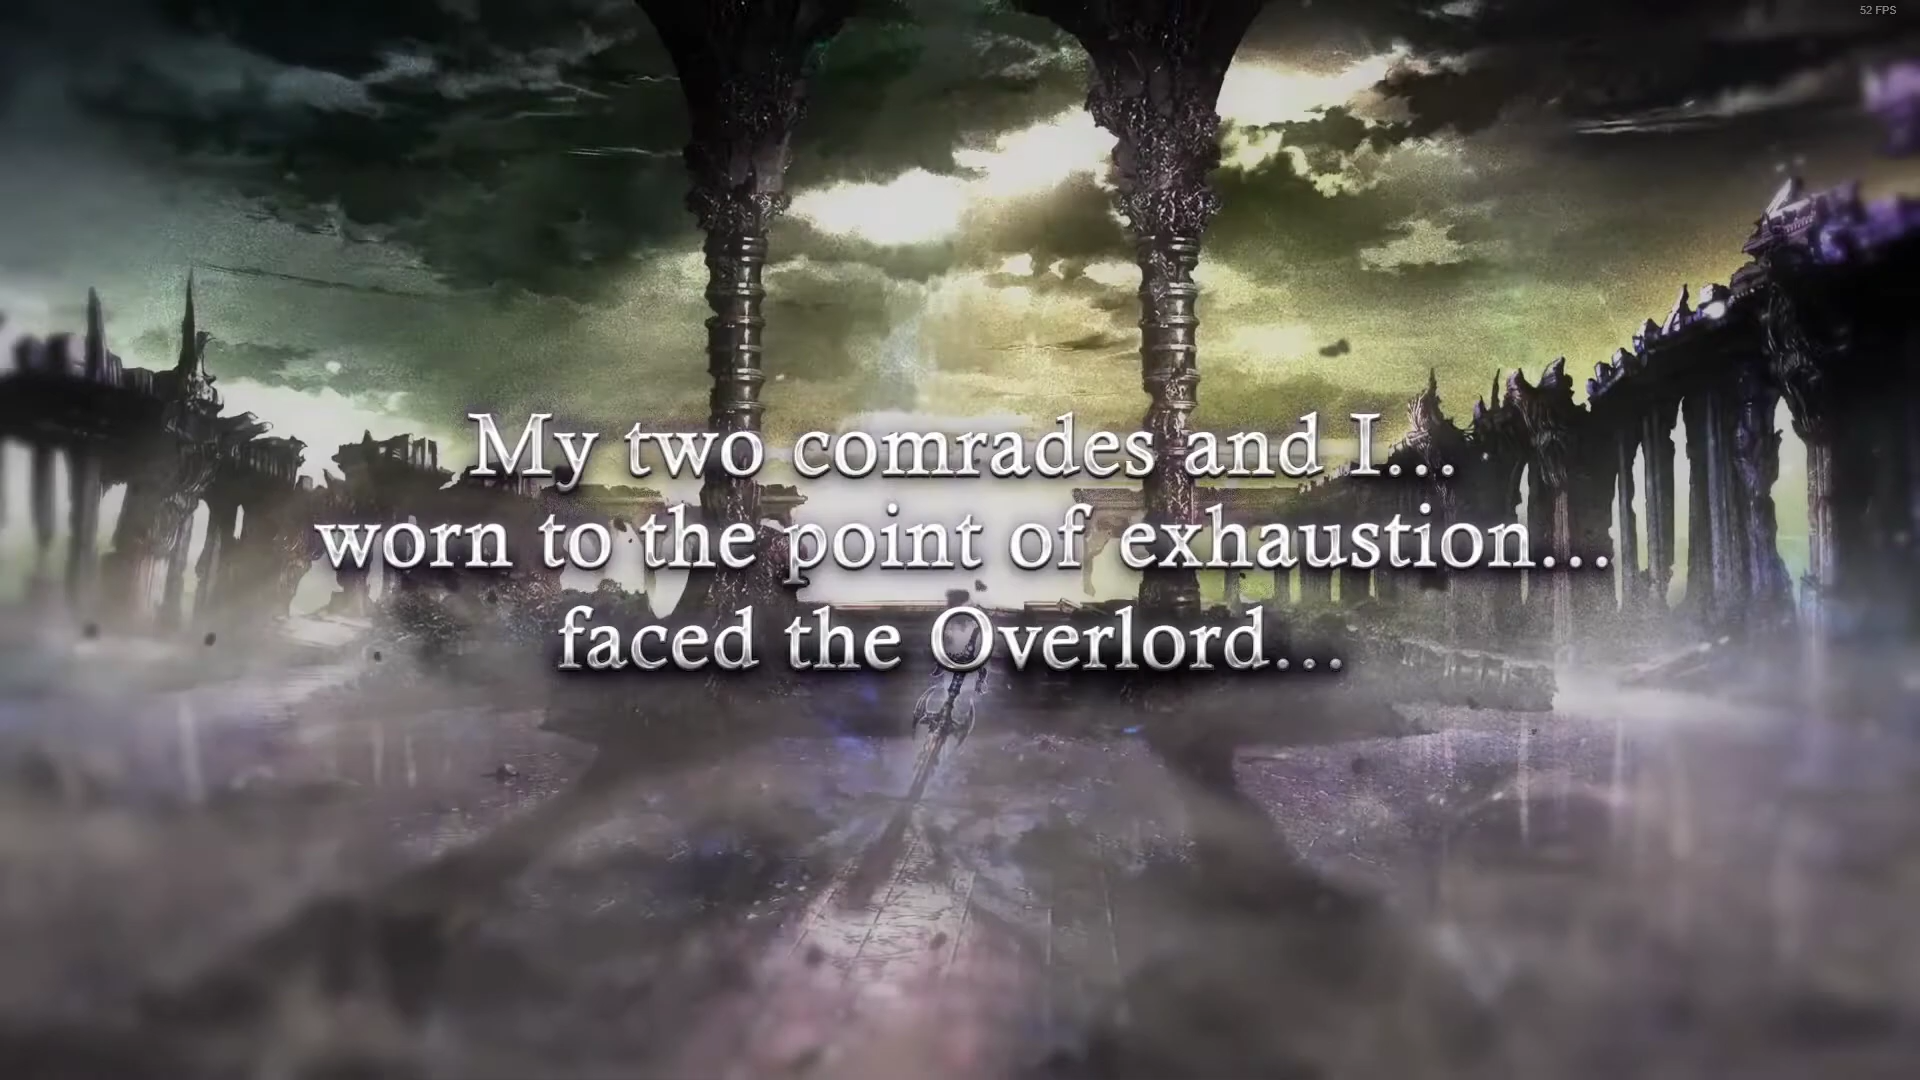 52 FPS
My two comrades and I...
worn to the point of exhaustion...
faced the Overlord...